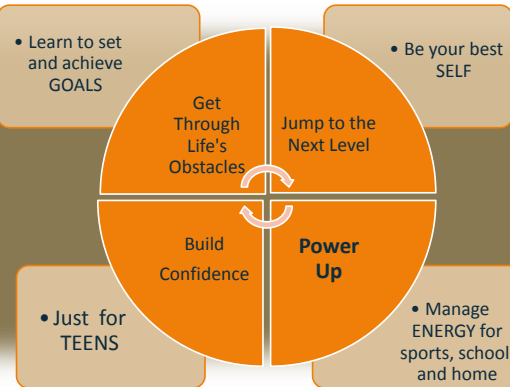 • Learn to set
and achieve
GOALS
• Be your best
SELF
Get
Through
Life's
Obstacles
Jump to the
Next Level
Build
Confidence
Power
Up
• Just for
TEENS
• Manage
ENERGY for
sports, school
and home